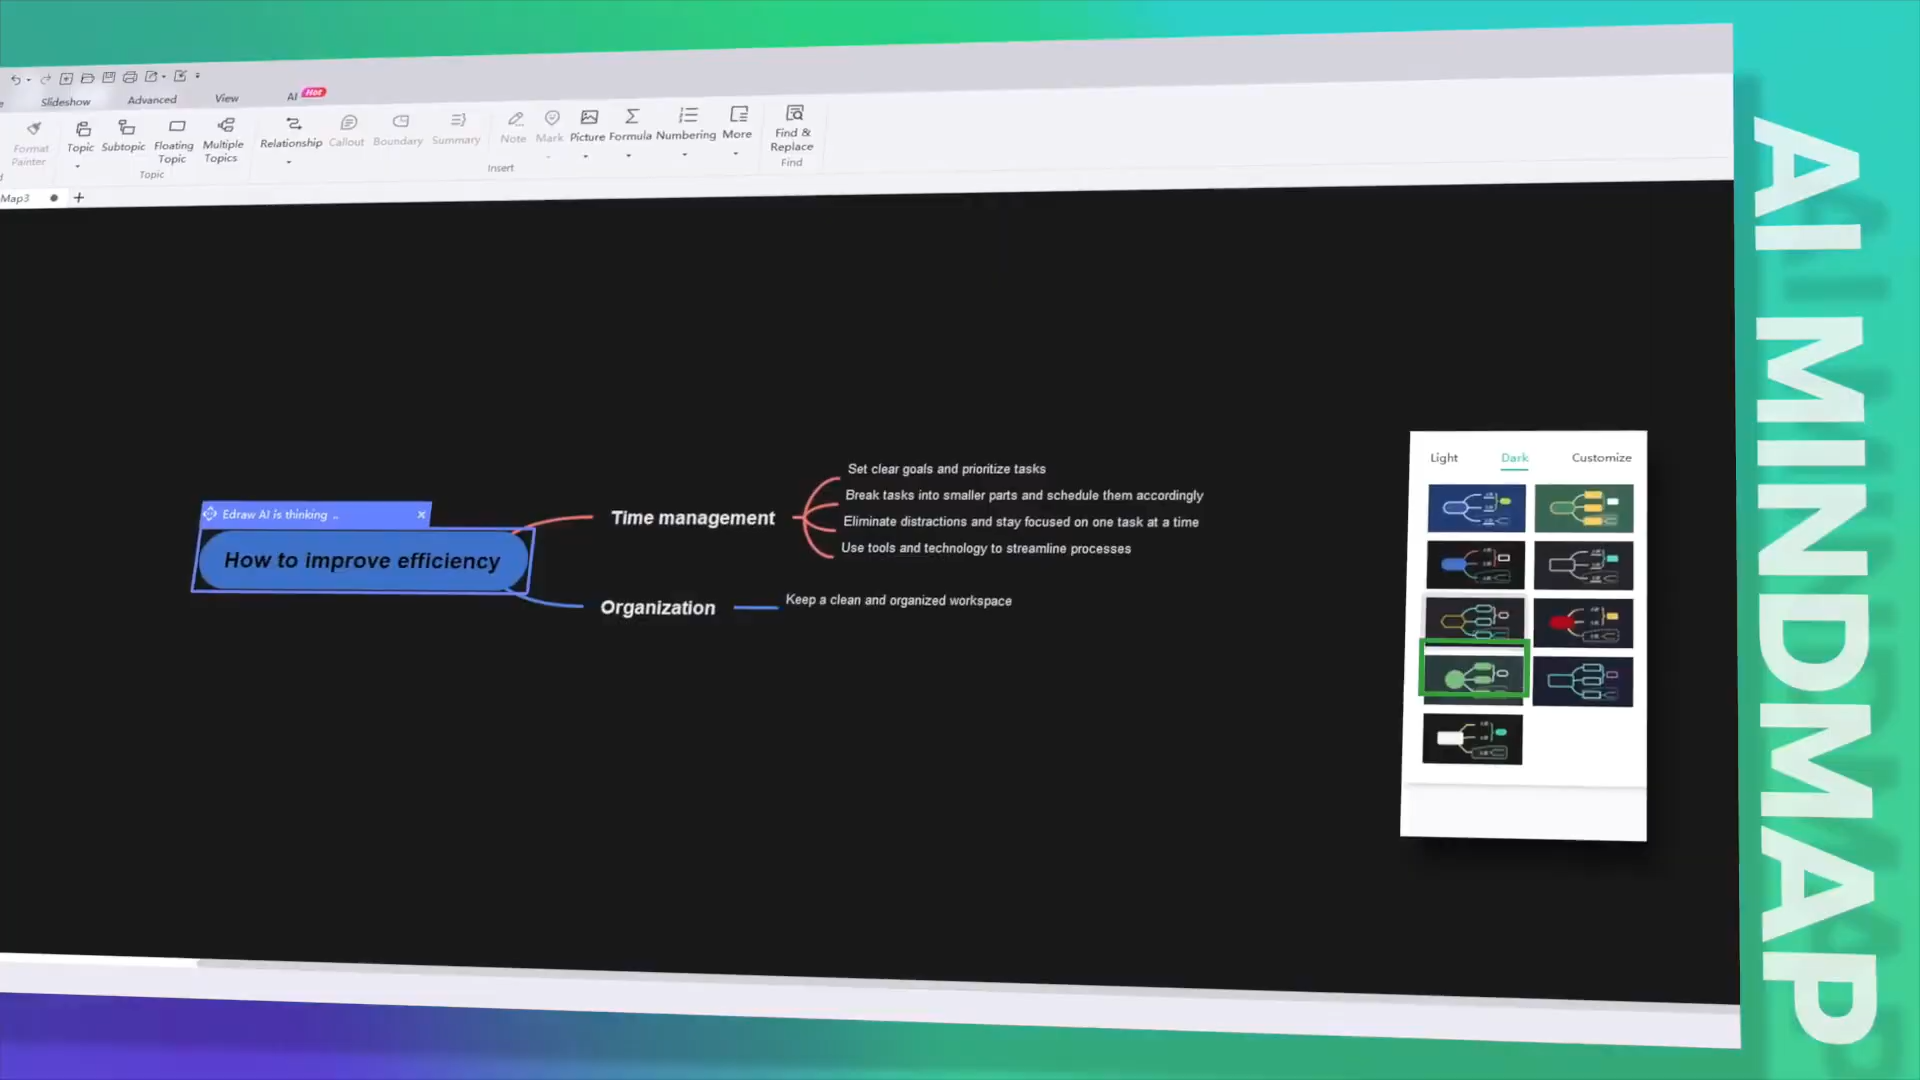 Slideshow
Advanced
View
AI
Hot
Format
Painter
Topic
Subtopic
Floating
Topic
Multiple
Topics
Topic
Relationship
Callout
Boundary
Summary
Note
Mark
Picture
Formula
Numbering
More
Insert
Find &
Replace
Find
Map3
Edraw AI is thinking ..
How to improve efficiency
Time management
Set clear goals and prioritize tasks
Break tasks into smaller parts and schedule them accordingly
Eliminate distractions and stay focused on one task at a time
Use tools and technology to streamline processes
Organization
Keep a clean and organized workspace
Light
Dark
Customize
AI MINDMAP